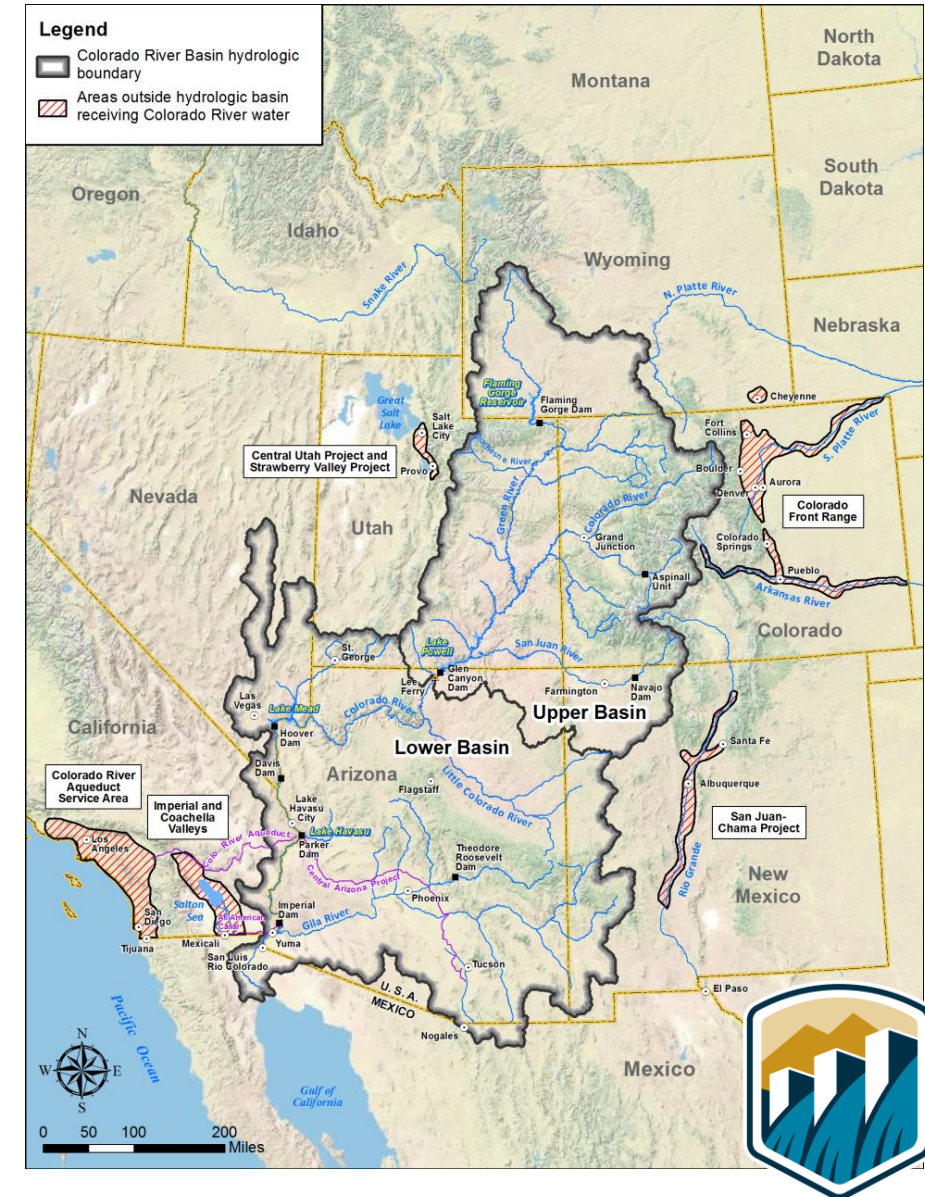 Legend
Colorado River Basin hydrologic
boundary
Areas outside hydrologic basin
receiving Colorado River water
North
Dakota
Montana
South
Dakota
Oregon
Idaho
Wyoming
Snake River
N. Platte River
Nebraska
Flaming
Gorge
Reservoir
Flaming
Gorge Dam
Cheyenne
Great
Salt
Lake
Salt
Lake
City
Fort
Collins
S. Platte River
Central Utah Project and
Strawberry Valley Project
Provo
Duchesne River
Boulder
Denver
Aurora
Colorado
Front Range
Nevada
Utah
Green River
Colorado River
Grand
Junction
Colorado
Springs
Aspinall
Unit
Pueblo
Arkansas River
Colorado
St.
George
Lake
Powell
San Juan River
Glen
Canyon
Dam
Lee
Ferry
Farmington
Navajo
Dam
Las
Vegas
Lake Mead
Colorado River
Upper Basin
California
Hoover
Dam
Lower Basin
Santa Fe
Davis
Dam
Arizona
Flagstaff
Little Colorado River
Albuquerque
Colorado River
Aqueduct
Service Area
Imperial and
Coachella
Valleys
Lake
Havasu
City
Lake Havasu
San Juan-
Chama Project
Los
Angeles
Colo. River Aqueduct
Parker
Dam
Central Arizona Project
Theodore
Roosevelt
Dam
Rio Grande
New
Mexico
Salton
Sea
Phoenix
Imperial
Dam
Gila River
San
Diego
All American
Canal
Tijuana
Mexicali
Yuma
San Luis
Rio Colorado
Tucson
U. S. A.
MEXICO
El Paso
Pacific Ocean
Nogales
Mexico
Gulf of
California
N
W
E
S
0 50 100 200
Miles